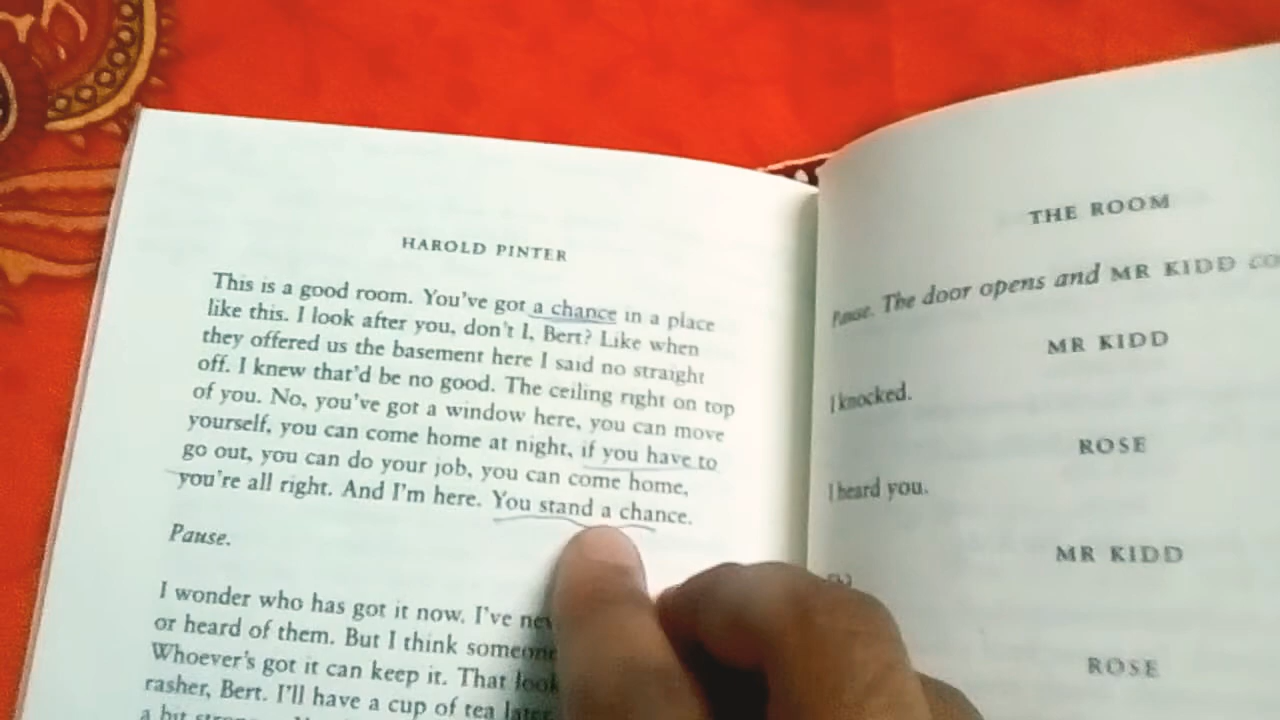 HAROLD PINTER
This is a good room. You've got a chance in a place
like this. I look after you, don't I, Bert? Like when
they offered us the basement here I said no straight
off. I knew that'd be no good. The ceiling right on top
of you. No, you've got a window here, you can move
yourself, you can come home at night, if you have to
go out, you can do your job, you can come home,
you're all right. And I'm here. You stand a chance.
Pause.
I wonder who has got it now. I've
or heard of them. But I think someone
Whoever's got it can keep it. That look
rasher, Bert. I'll have a cup of tea later
a bit
THE ROOM
Pause. The door opens and MR KIDD
MR KIDD
I knocked.
ROSE
I heard you.
MR KIDD
ROSE